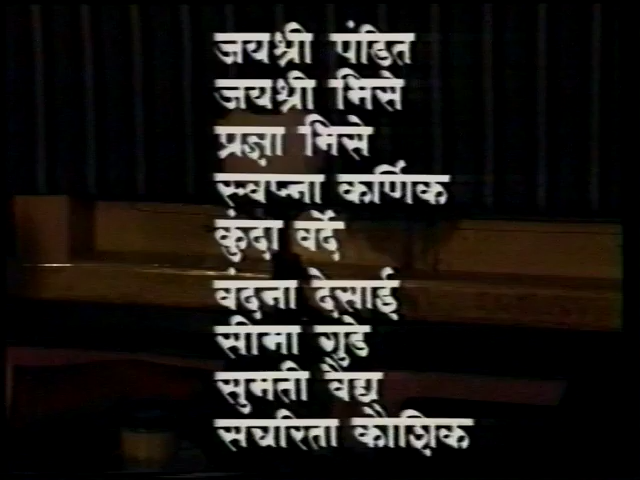 जयश्री पंडित
जयश्री भिसे
प्रज्ञा भिसे
स्वप्ना कर्णिक
कुंदा वर्दे
वंदना देसाई
सीमा गुडे
सुमती वैद्य
सचरिता कौशिक